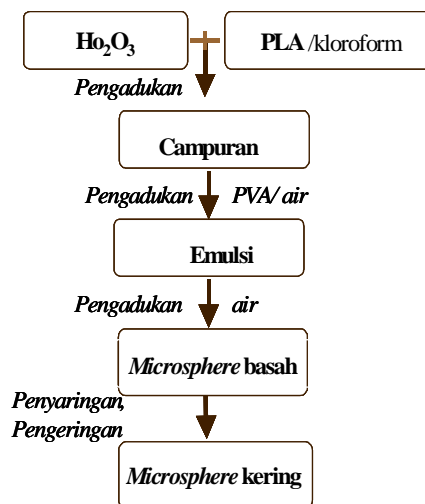 Ho₂O₃ + PLA /kloroform
Pengadukan
Campuran
Pengadukan PVA/ air
Emulsi
Pengadukan air
Microsphere basah
Penyaringan,
Pengeringan
Microsphere kering